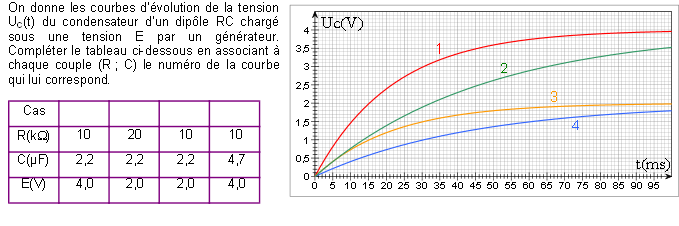 On donne les courbes d'évolution de la tension
Uc(t) du condensateur d'un dipôle RC chargé
sous une tension E par un générateur.
Compléter le tableau ci-dessous en associant à
chaque couple (R ; C) le numéro de la courbe
qui lui correspond.
Cas
R(kΩ) 10 20 10 10
C(µF) 2,2 2,2 2,2 4,7
E(V) 4,0 2,0 2,0 4,0
Uc(V)
4
3,5
3
2,5
2
1,5
1
0,5
0
1
2
3
4
t(ms)
0 5 10 15 20 25 30 35 40 45 50 55 60 65 70 75 80 85 90 95